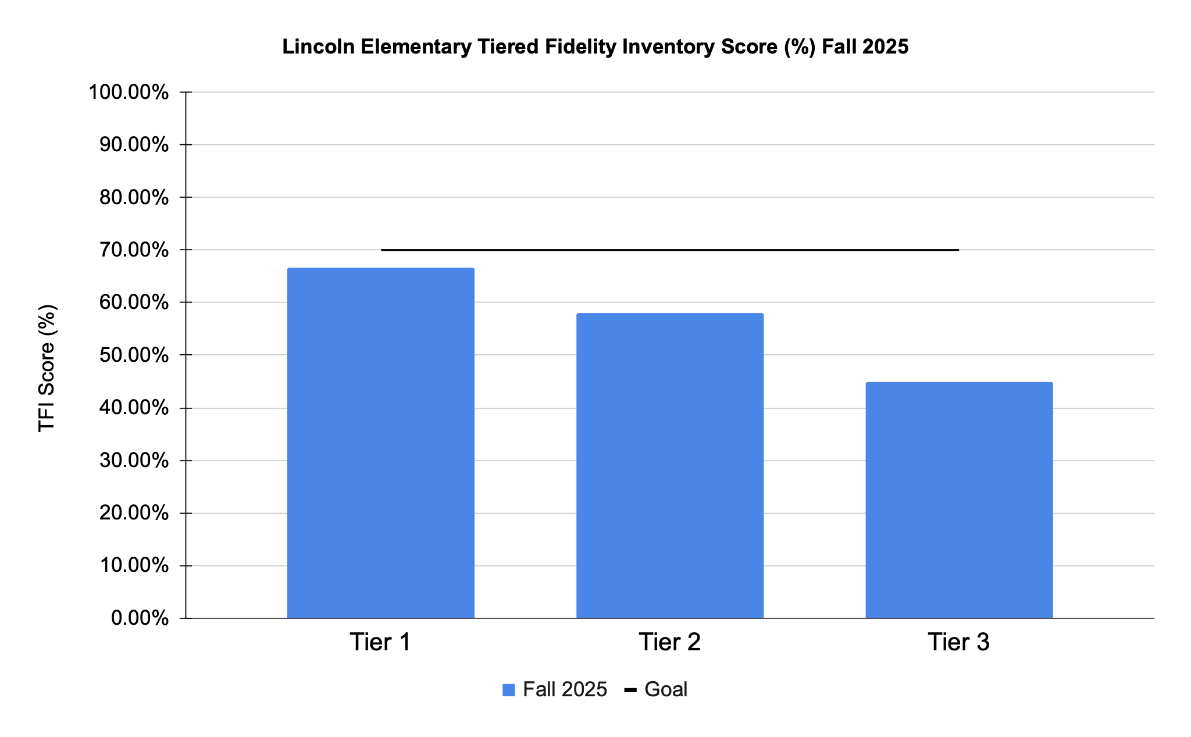 Lincoln Elementary Tiered Fidelity Inventory Score (%) Fall 2025
100.00%
90.00%
80.00%
70.00%
60.00%
50.00%
40.00%
30.00%
20.00%
10.00%
0.00%
TFI Score (%)
Tier 1
Tier 2
Tier 3
Fall 2025
Goal